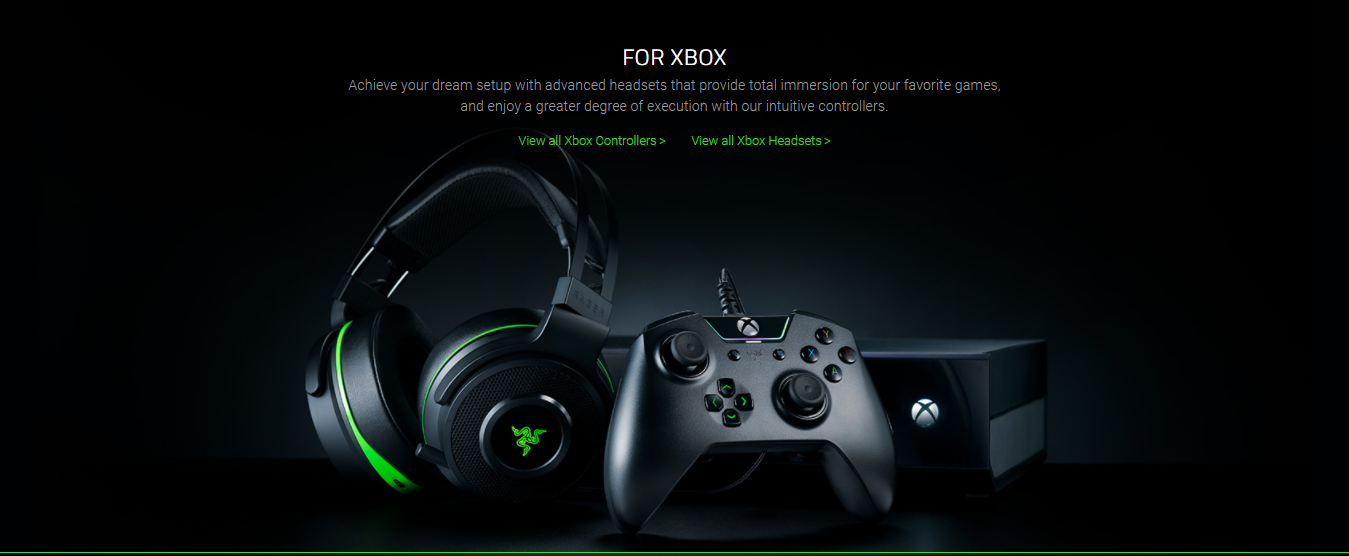 FOR XBOX
Achieve your dream setup with advanced headsets that provide total immersion for your favorite games,
and enjoy a greater degree of execution with our intuitive controllers.
View all Xbox Controllers > View all Xbox Headsets >
RAZER
Y
X
B
A